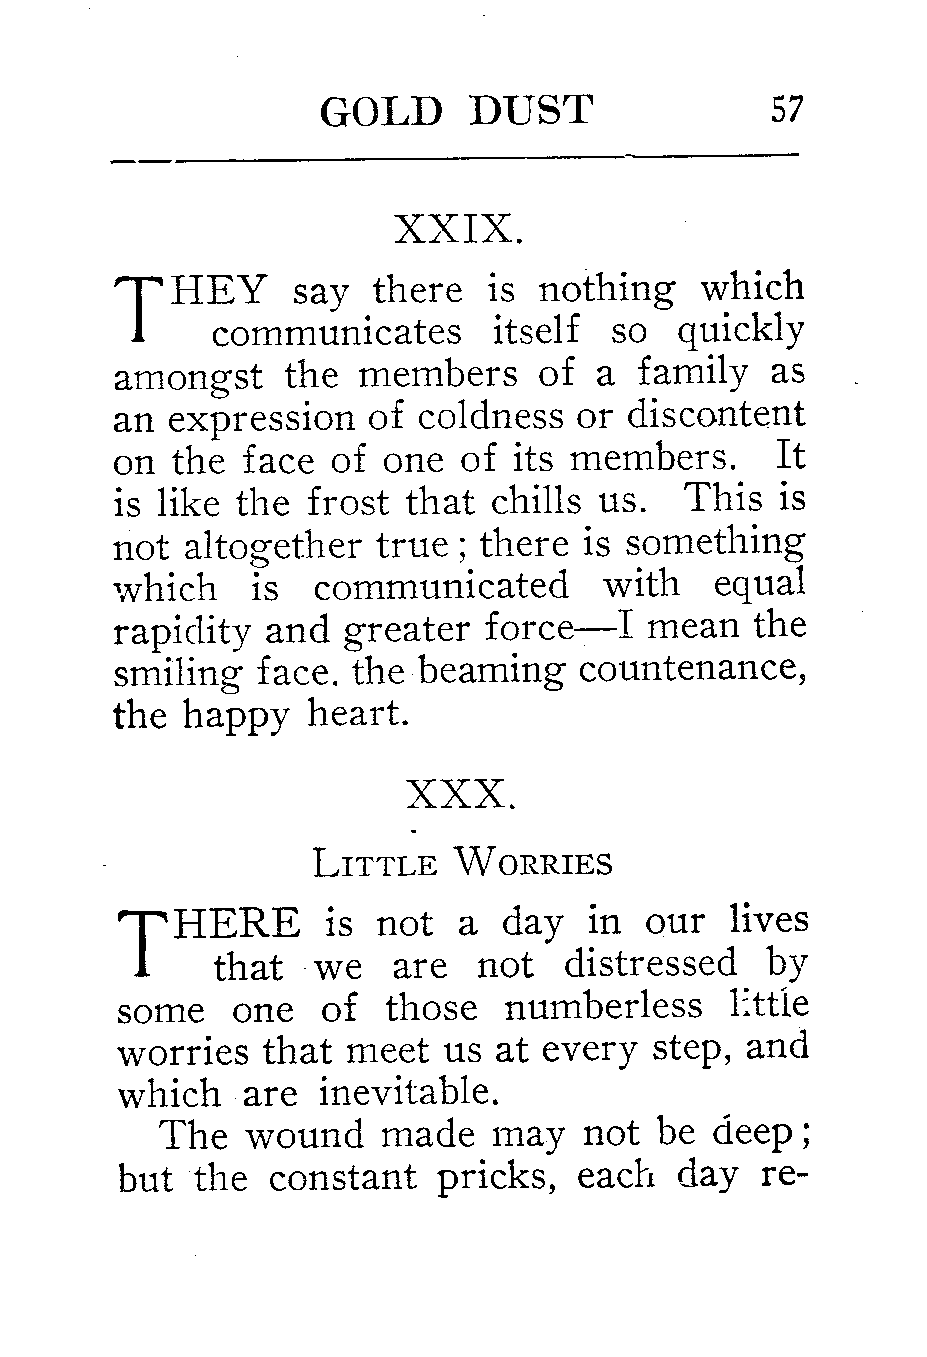 GOLD DUST 57
XXIX.
THEY say there is nothing which
communicates itself so quickly
amongst the members of a family as
an expression of coldness or discontent
on the face of one of its members. It
is like the frost that chills us. This is
not altogether true; there is something
which is communicated with equal
rapidity and greater force—I mean the
smiling face. the beaming countenance,
the happy heart.
XXX.
LITTLE WORRIES
THERE is not a day in our lives
that we are not distressed by
some one of those numberless little
worries that meet us at every step, and
which are inevitable.
The wound made may not be deep;
but the constant pricks, each day re-